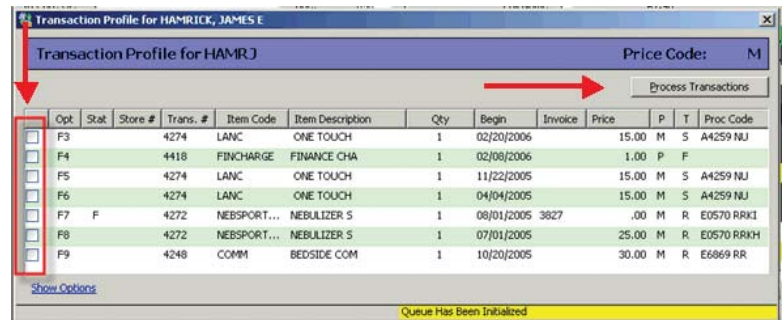 Transaction Profile for HAMRICK, JAMES E
Transaction Profile for HAMRJ Price Code: M
Process Transactions
Opt Stat Store # Trans. # Item Code Item Description Qty Begin Invoice Price P T Proc Code
F3 4274 LANC ONE TOUCH 1 02/20/2006 15.00 M S A4259 NU
F4 4418 FINCHARGE FINANCE CHA 1 02/08/2006 1.00 P F
F5 4274 LANC ONE TOUCH 1 11/22/2005 15.00 M S A4259 NU
F6 4274 LANC ONE TOUCH 1 04/04/2005 15.00 M S A4259 NU
F7 F 4272 NEBSPORT... NEBULIZER S 1 08/01/2005 3827 .00 M R E0570 RRKI
F8 4272 NEBSPORT... NEBULIZER S 1 07/01/2005 25.00 M R E0570 RRKH
F9 4248 COMM BEDSIDE COM 1 10/20/2005 30.00 M R E6869 RR
Show Options
Queue Has Been Initialized